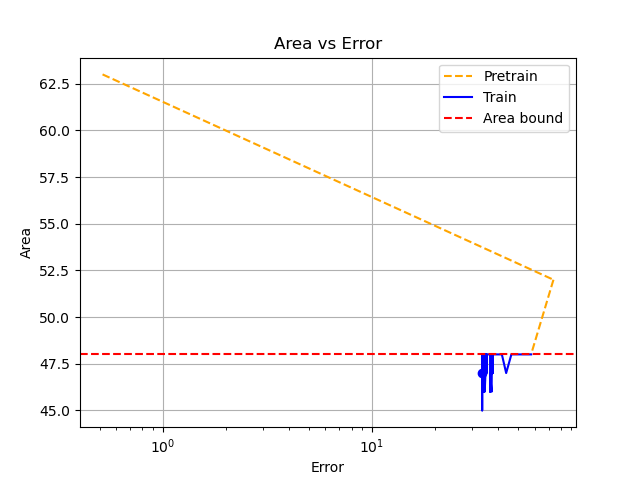 Area vs Error
Pretrain
Train
Area bound
62.5
60.0
57.5
55.0
52.5
50.0
47.5
45.0
Area
10⁰
10¹
Error